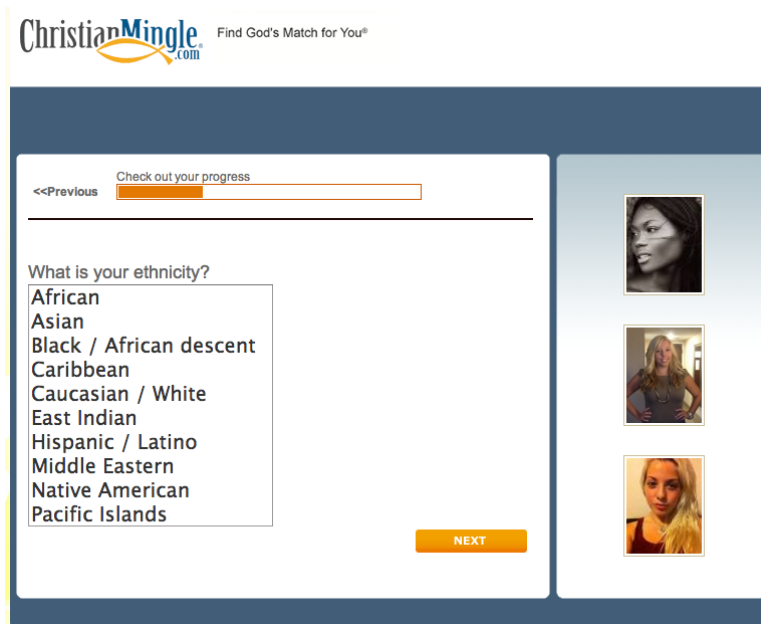 ChristianMingle®
.com
Find God's Match for You®
Check out your progress
<<Previous
What is your ethnicity?
African
Asian
Black / African descent
Caribbean
Caucasian / White
East Indian
Hispanic / Latino
Middle Eastern
Native American
Pacific Islands
NEXT